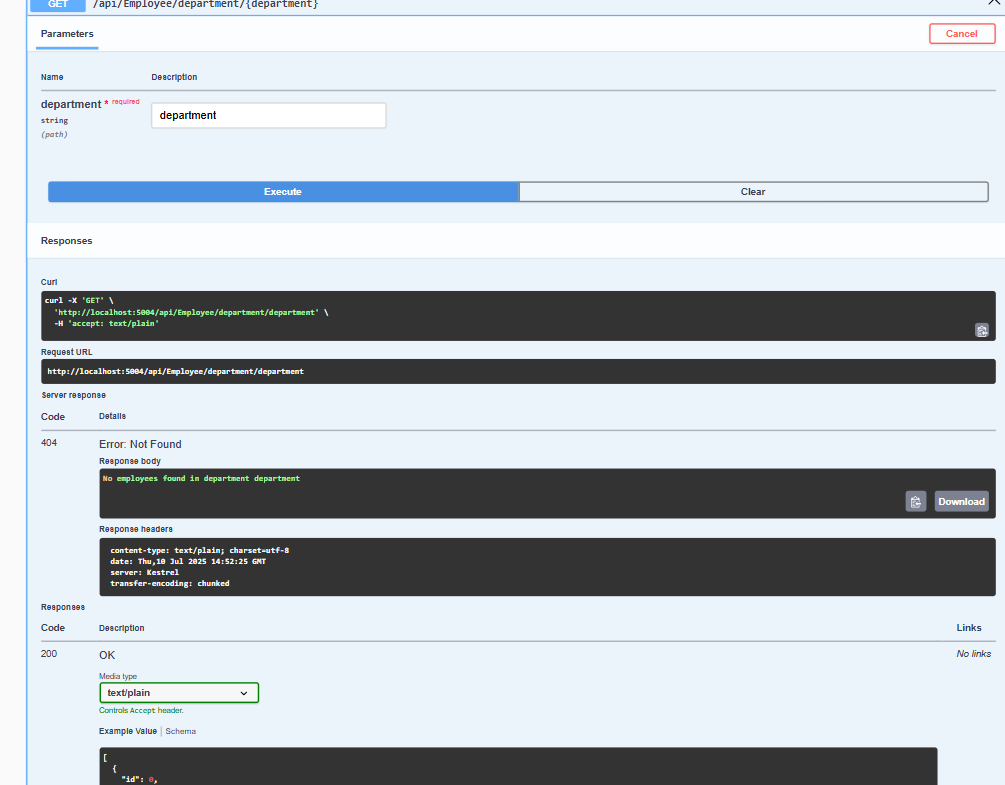 GET /api/Employee/department/{department}
Parameters
Cancel
Name Description
department * required
string
(path)
department
Execute Clear
Responses
Curl
curl -X 'GET' \
'http://localhost:5004/api/Employee/department/department' \
-H 'accept: text/plain'
Request URL
http://localhost:5004/api/Employee/department/department
Server response
Code Details
404 Error: Not Found
Response body
No employees found in department department
Download
Response headers
content-type: text/plain; charset=utf-8
date: Thu,10 Jul 2025 14:52:25 GMT
server: Kestrel
transfer-encoding: chunked
Responses
Code Description Links
200 OK No links
Media type
text/plain
Controls Accept header.
Example Value | Schema
[
{
"id": 0,